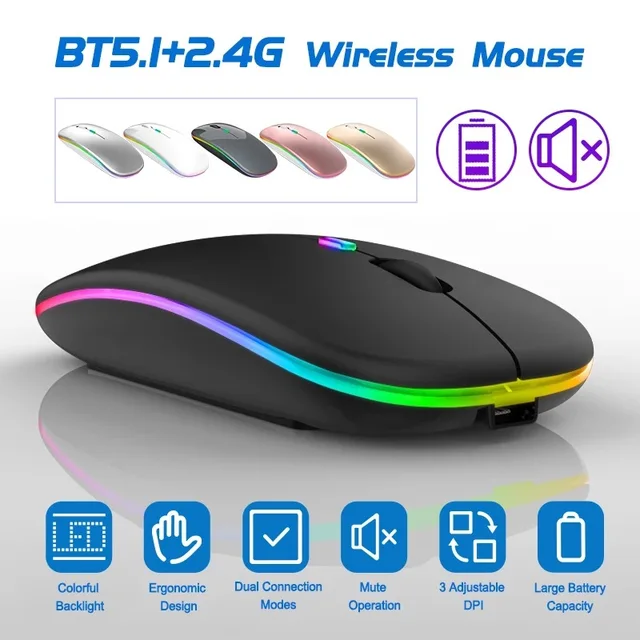 BT5.1+2.4G Wireless Mouse
LED
Colorful
Backlight
Ergonomic
Design
Dual Connection
Modes
Mute
Operation
3 Adjustable
DPI
Large Battery
Capacity